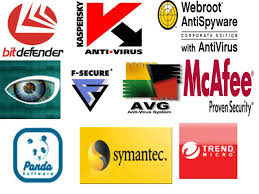 bitdefender
KASPERSKY
ANTI-VIRUS
Webroot®
AntiSpyware
CORPORATE EDITION
with AntiVirus
F-SECURE®
AVG
Anti-Virus System
McAfee®
Proven Security™
Panda
Software
symantec.
TREND
MICRO